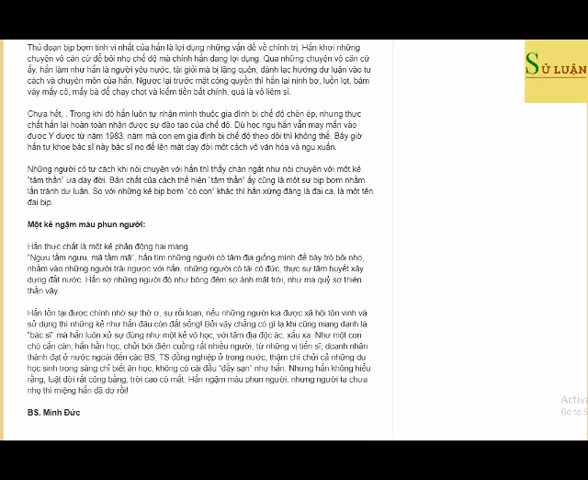 Thủ đoạn bịp bợm tinh vi nhất của hắn là lợi dụng những vấn đề về chính trị. Hắn khơi những
chuyện vô căn cứ để bôi nhọ chế độ mà chính hắn đang lợi dụng. Qua những chuyện vô căn cứ
ấy, hắn làm như hắn là người yêu nước, tài giỏi mà bị lãng quên, đánh lạc hướng dư luận vào tư
cách và chuyên môn của hắn. Ngược lại trước mặt công quyền thì hắn lại nịnh bợ, luồn lọt, bám
váy mấy cô, mấy bà để chạy chọt và kiếm tiền bất chính, quả là vô liêm sỉ.
Chưa hết, . Trong khi đó hắn luôn tự nhận mình thuộc gia đình bị chế độ chèn ép, nhưng thực
chất hắn lại hoàn toàn nhận được sự đào tạo của chế độ. Dù học ngu hắn vẫn may mắn vào
được Y dược từ năm 1983, năm mà con em gia đình bị chế độ theo dõi thì không thể. Bây giờ
hắn tự khoe bác sĩ này bác sĩ nọ để lên mặt dạy đời một cách vô văn hóa và ngu xuẩn.
Những người có tư cách khi nói chuyện với hắn thì thấy chán ngắt như nói chuyện với một kẻ
"tâm thần" ưa dạy đời. Bản chất của cách thể hiện "tâm thần" ấy cũng là một sự bịp bợm nhằm
lẩn tránh dư luận. So với những kẻ bịp bợm "cò con" khác thì hắn xứng đáng là đại ca, là một tên
đại bịp.
Một kẻ ngậm máu phun người:
Hắn thực chất là một kẻ phản động hai mang.
"Ngưu tầm ngưu, mã tầm mã", hắn tìm những người có tâm địa giống mình để bày trò bôi nhọ,
nhằm vào những người trái ngược với hắn, những người có tài có đức, thực sự tâm huyết xây
dựng đất nước. Hắn sợ những người đó như bóng đêm sợ ánh mặt trời, như ma quỷ sợ thiên
thần vậy.
Hắn tồn tại được chính nhờ sự thờ ơ, sự rối loạn, nếu những người kia được xã hội tôn vinh và
sử dụng thì những kẻ như hắn đâu còn đất sống! Bởi vậy chẳng có gì lạ khi cũng mang danh là
"bác sĩ" mà hắn luôn xử sự đúng như một kẻ vô học, với tâm địa độc ác, xấu xa. Như một con
chó cắn càn, hắn hằn học, chửi bới điên cuồng rất nhiều người, từ những vị tiến sĩ, doanh nhân
thành đạt ở nước ngoài đến các BS, TS đồng nghiệp ở trong nước, thậm chí chửi cả những du
học sinh trong sáng chỉ biết ăn học, không có cái đầu "đầy sạn" như hắn. Nhưng hắn không hiểu
rằng, luật đời rất công bằng, trời cao có mắt. Hắn ngậm máu phun người, nhưng người ta chưa
nhọ thì miệng hắn đã dơ rồi!
BS. Minh Đức
SỬ LUẬN
Activa
Go to S